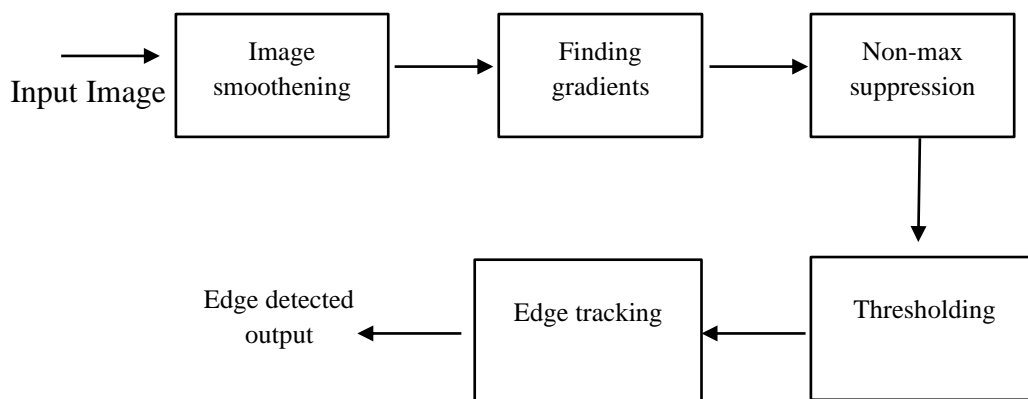 Input Image
Image
smoothening
Finding
gradients
Non-max
suppression
Thresholding
Edge tracking
Edge detected
output